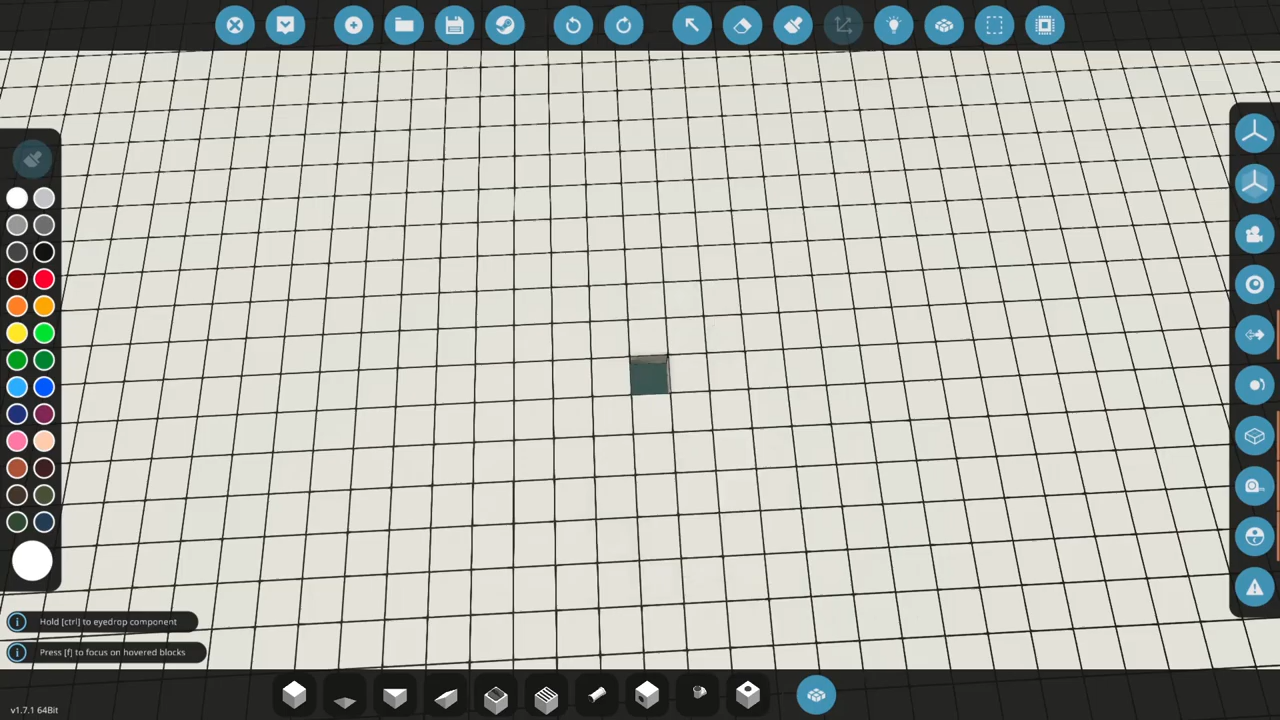 Hold [ctrl] to eyedrop component
Press [f] to focus on hovered blocks
v1.7.1 64Bit